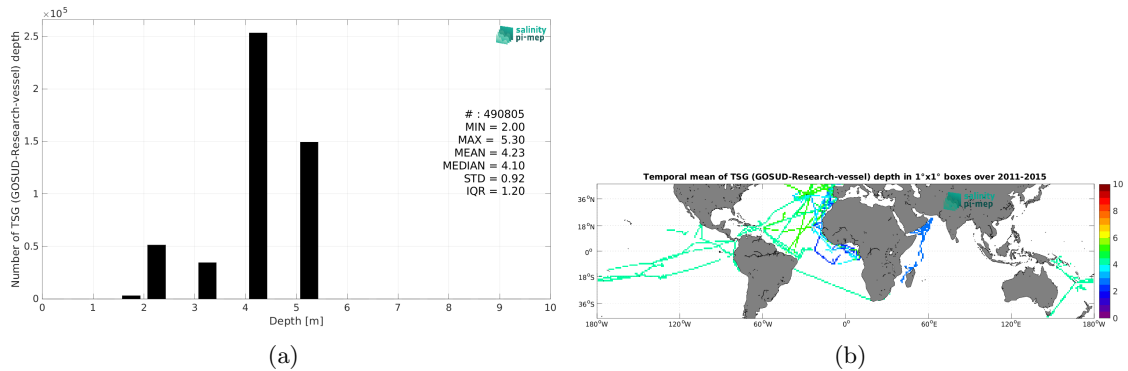 ×10⁵
2.5
2
1.5
1
0.5
0
Number of TSG (GOSUD-Research-vessel) depth
salinity
pi-mep
# : 490805
MIN = 2.00
MAX = 5.30
MEAN = 4.23
MEDIAN = 4.10
STD = 0.92
IQR = 1.20
0 1 2 3 4 5 6 7 8 9 10
Depth [m]
(a)
Temporal mean of TSG (GOSUD-Research-vessel) depth in 1°x1° boxes over 2011-2015
36°N
18°N
0°
18°S
36°S
salinity
pi-mep
180°W 120°W 60°W 0° 60°E 120°E 180°W
10
8
6
4
2
0
(b)